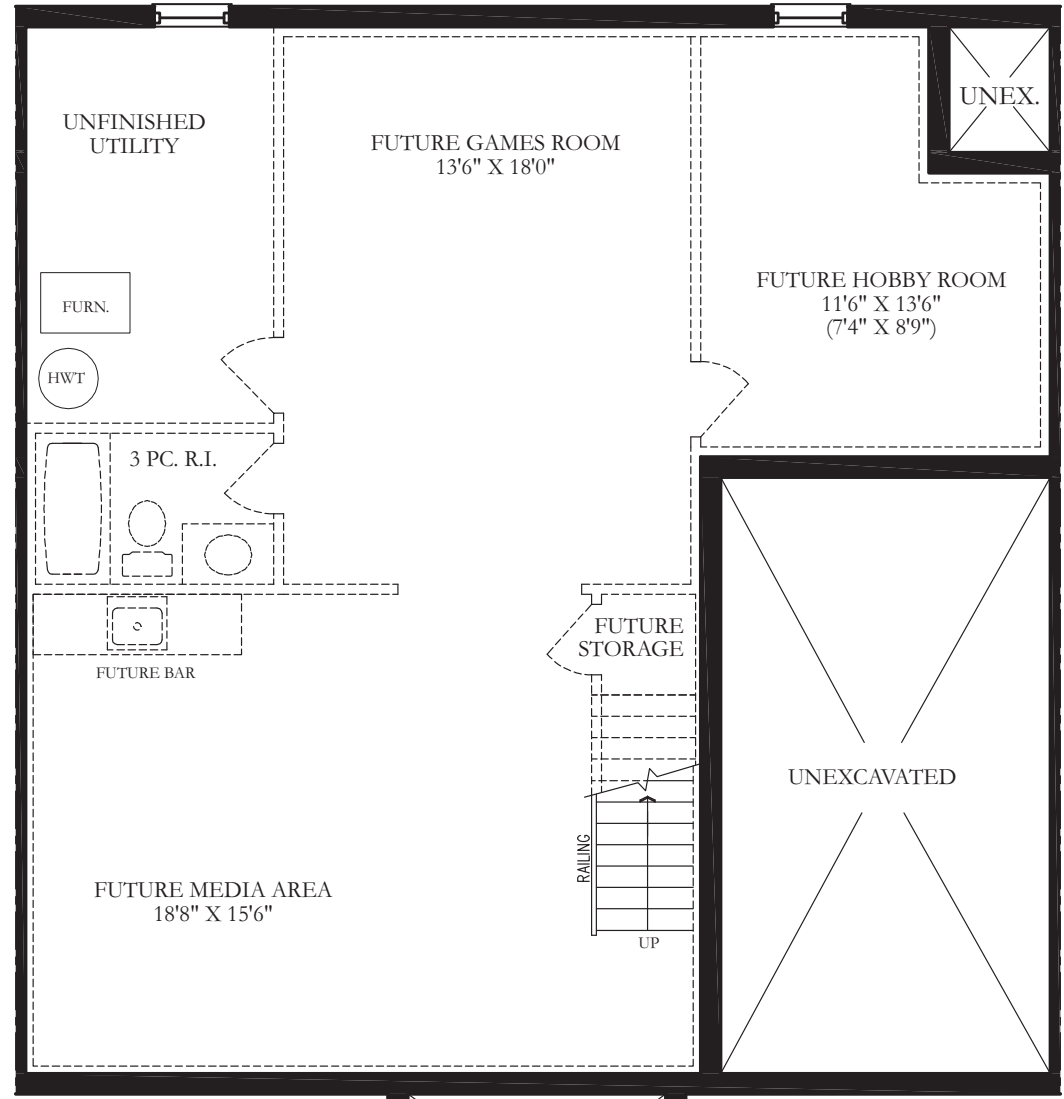 UNFINISHED
UTILITY
FUTURE GAMES ROOM
13'6" X 18'0"
UNEX.
FUTURE HOBBY ROOM
11'6" X 13'6"
(7'4" X 8'9")
FURN.
HWT
3 PC. R.I.
FUTURE
STORAGE
FUTURE BAR
UNEXCAVATED
RAILING
FUTURE MEDIA AREA
18'8" X 15'6"
UP